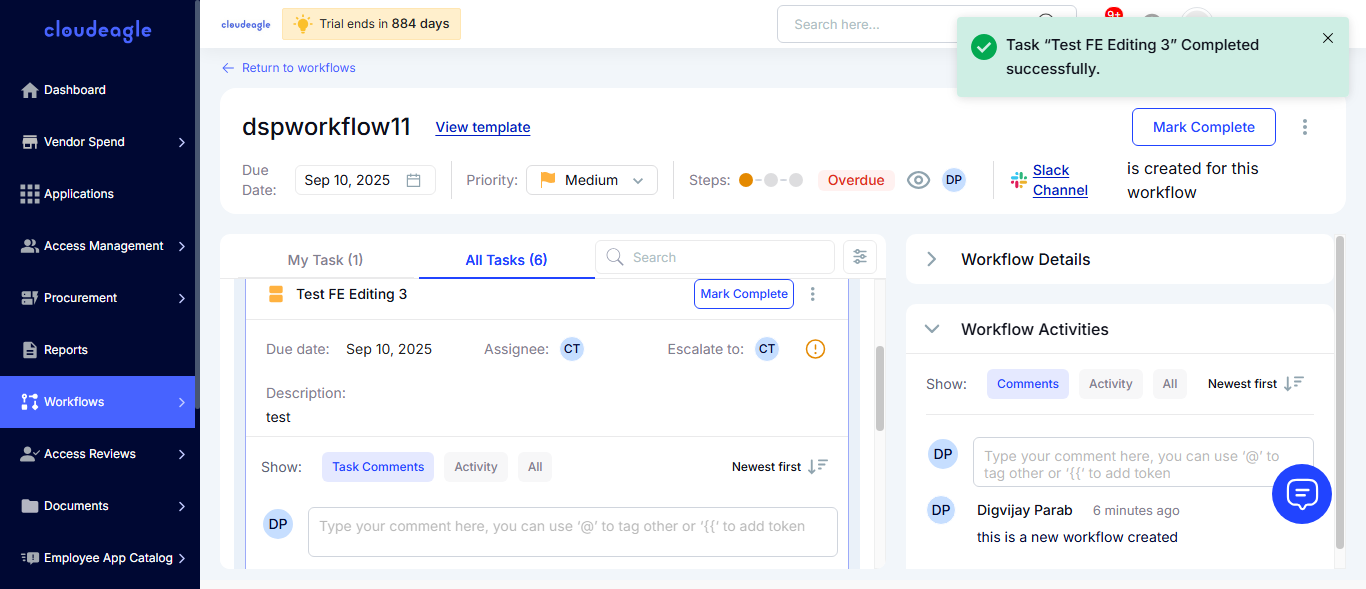 cloudeagle
Dashboard
Vendor Spend
Applications
Access Management
Procurement
Reports
Workflows
Access Reviews
Documents
Employee App Catalog
cloudeagle
Trial ends in 884 days
Search here...
9+
Task “Test FE Editing 3” Completed
successfully.
Return to workflows
dspworkflow11
View template
Mark Complete
Due
Date:
Sep 10, 2025
Priority:
Medium
Steps:
Overdue
DP
Slack
Channel
is created for this
workflow
My Task (1)
All Tasks (6)
Search
Test FE Editing 3
Mark Complete
Due date:
Sep 10, 2025
Assignee:
CT
Escalate to:
CT
Description:
test
Show:
Task Comments
Activity
All
Newest first
DP
Type your comment here, you can use ‘@’ to tag other or ‘{{‘ to add token
Workflow Details
Workflow Activities
Show:
Comments
Activity
All
Newest first
DP
Type your comment here, you can use ‘@’ to
tag other or ‘{{‘ to add token
DP
Digvijay Parab
6 minutes ago
this is a new workflow created